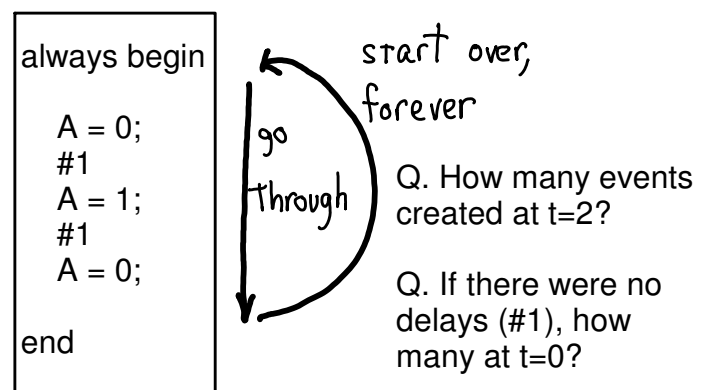 always begin
A = 0;
#1
A = 1;
#1
A = 0;
end
go
through
start over,
forever
Q. How many events
created at t=2?
Q. If there were no
delays (#1), how
many at t=0?